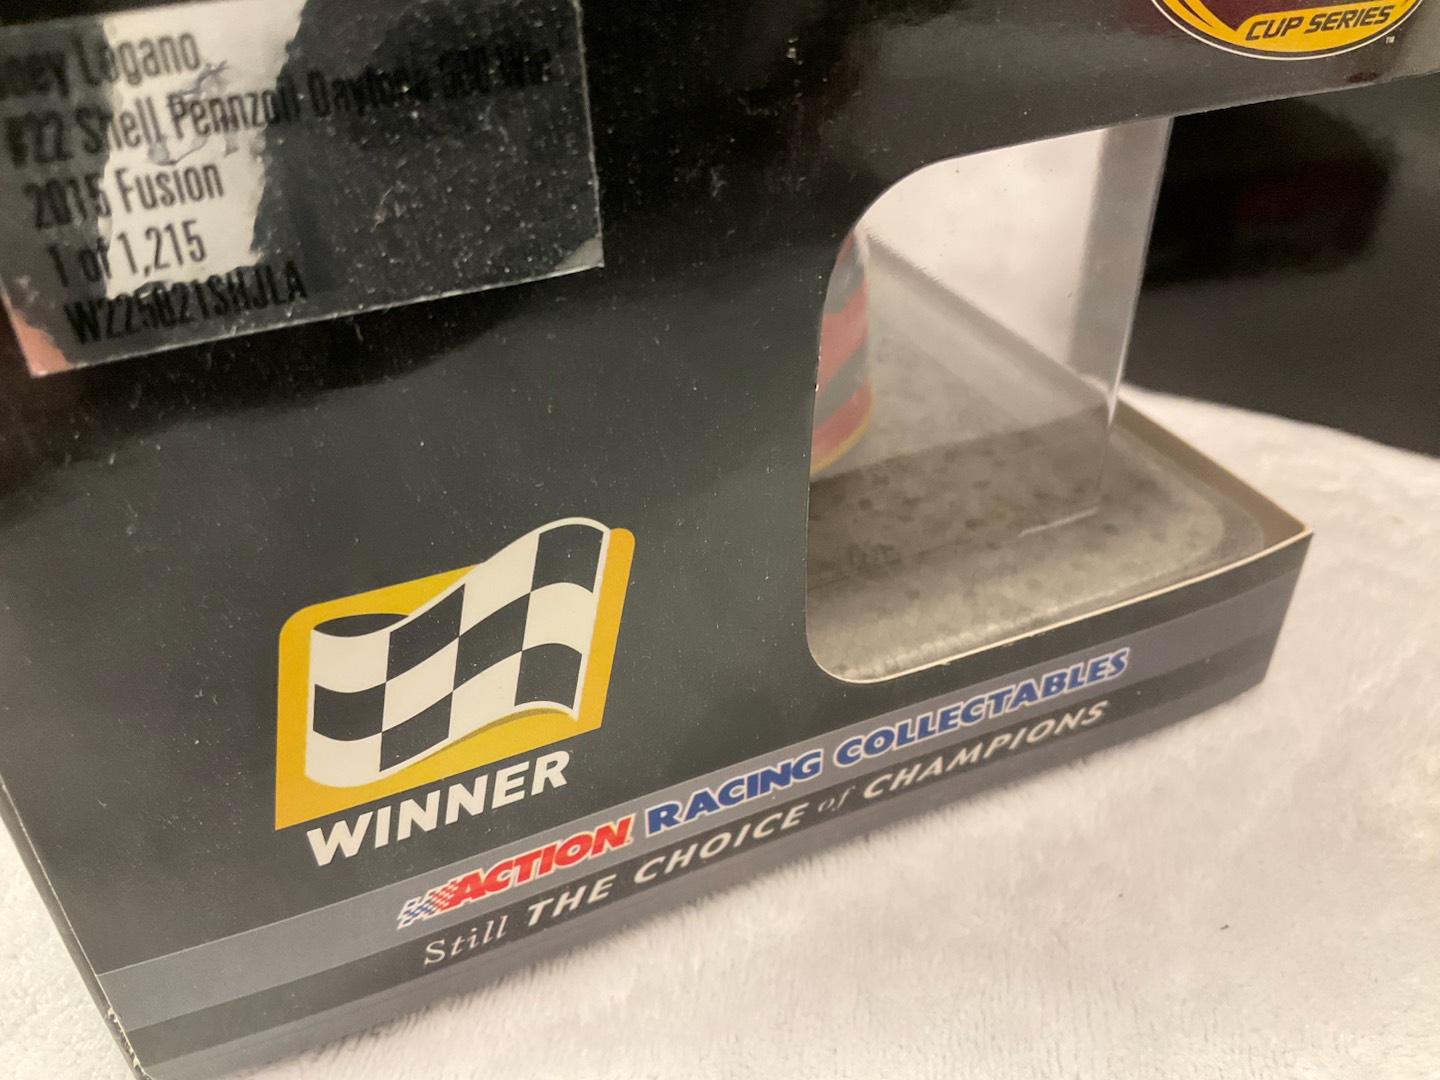 oey Logano
#22 Shell Pennzoil Daytona 500 Win
2015 Fusion
1 of 1,215
W225821SHJLA
CUP SERIES
WINNER
ACTION RACING COLLECTABLES
Still THE CHOICE of CHAMPIONS